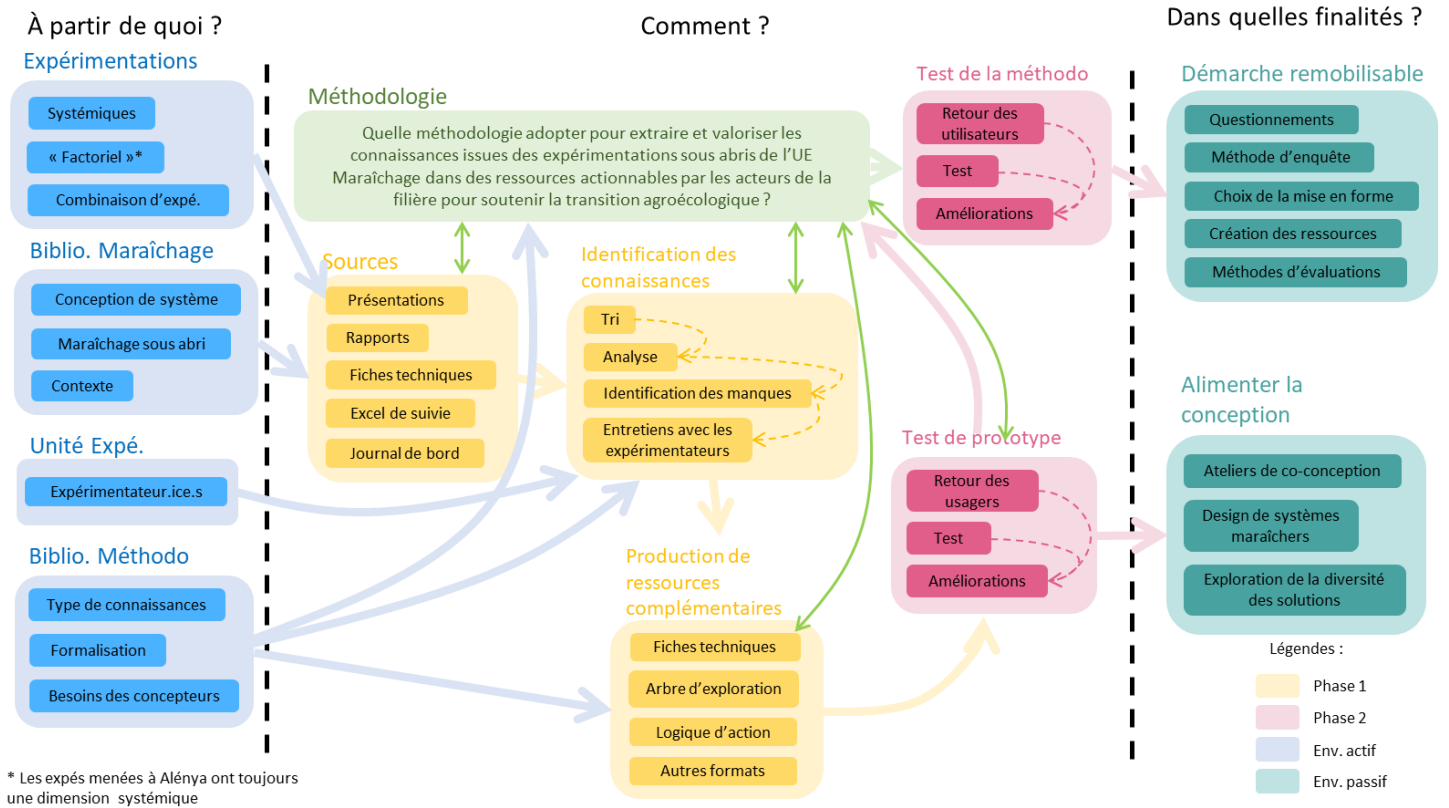 À partir de quoi ?
Expérimentations
Systémiques
« Factoriel »*
Combinaison d'expé.
Biblio. Maraîchage
Conception de système
Maraîchage sous abri
Contexte
Unité Expé.
Expérimentateur.ice.s
Biblio. Méthodo
Type de connaissances
Formalisation
Besoins des concepteurs
* Les expés menées à Alénya ont toujours
une dimension systémique
Comment ?
Méthodologie
Quelle méthodologie adopter pour extraire et valoriser les
connaissances issues des expérimentations sous abris de l'UE
Maraîchage dans des ressources actionnables par les acteurs de la
filière pour soutenir la transition agroécologique ?
Sources
Présentations
Rapports
Fiches techniques
Excel de suivie
Journal de bord
Identification des
connaissances
Tri
Analyse
Identification des manques
Entretiens avec les
expérimentateurs
Production de
ressources
complémentaires
Fiches techniques
Arbre d'exploration
Logique d'action
Autres formats
Test de la méthodo
Retour des
utilisateurs
Test
Améliorations
Test de prototype
Retour des
usagers
Test
Améliorations
Dans quelles finalités ?
Démarche remobilisable
Questionnements
Méthode d'enquête
Choix de la mise en forme
Création des ressources
Méthodes d'évaluations
Alimenter la
conception
Ateliers de co-conception
Design de systèmes
maraîchers
Exploration de la diversité
des solutions
Légendes :
Phase 1
Phase 2
Env. actif
Env. passif